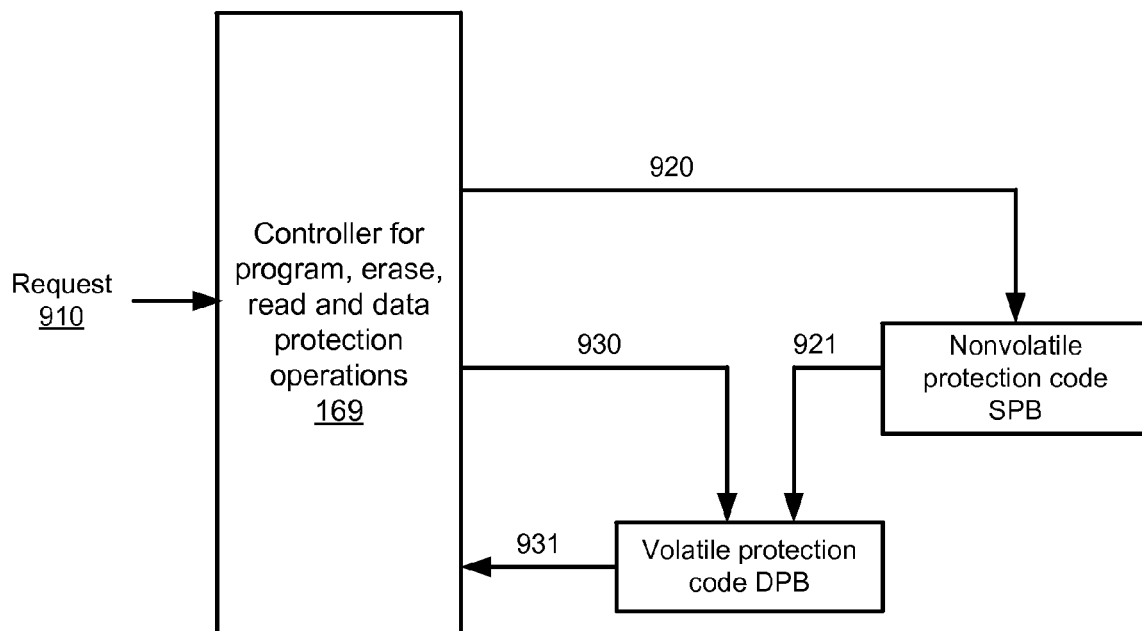 920
Controller for
program, erase,
read and data
protection
operations
169
Request
910
930
921
Nonvolatile
protection code
SPB
931
Volatile protection
code DPB